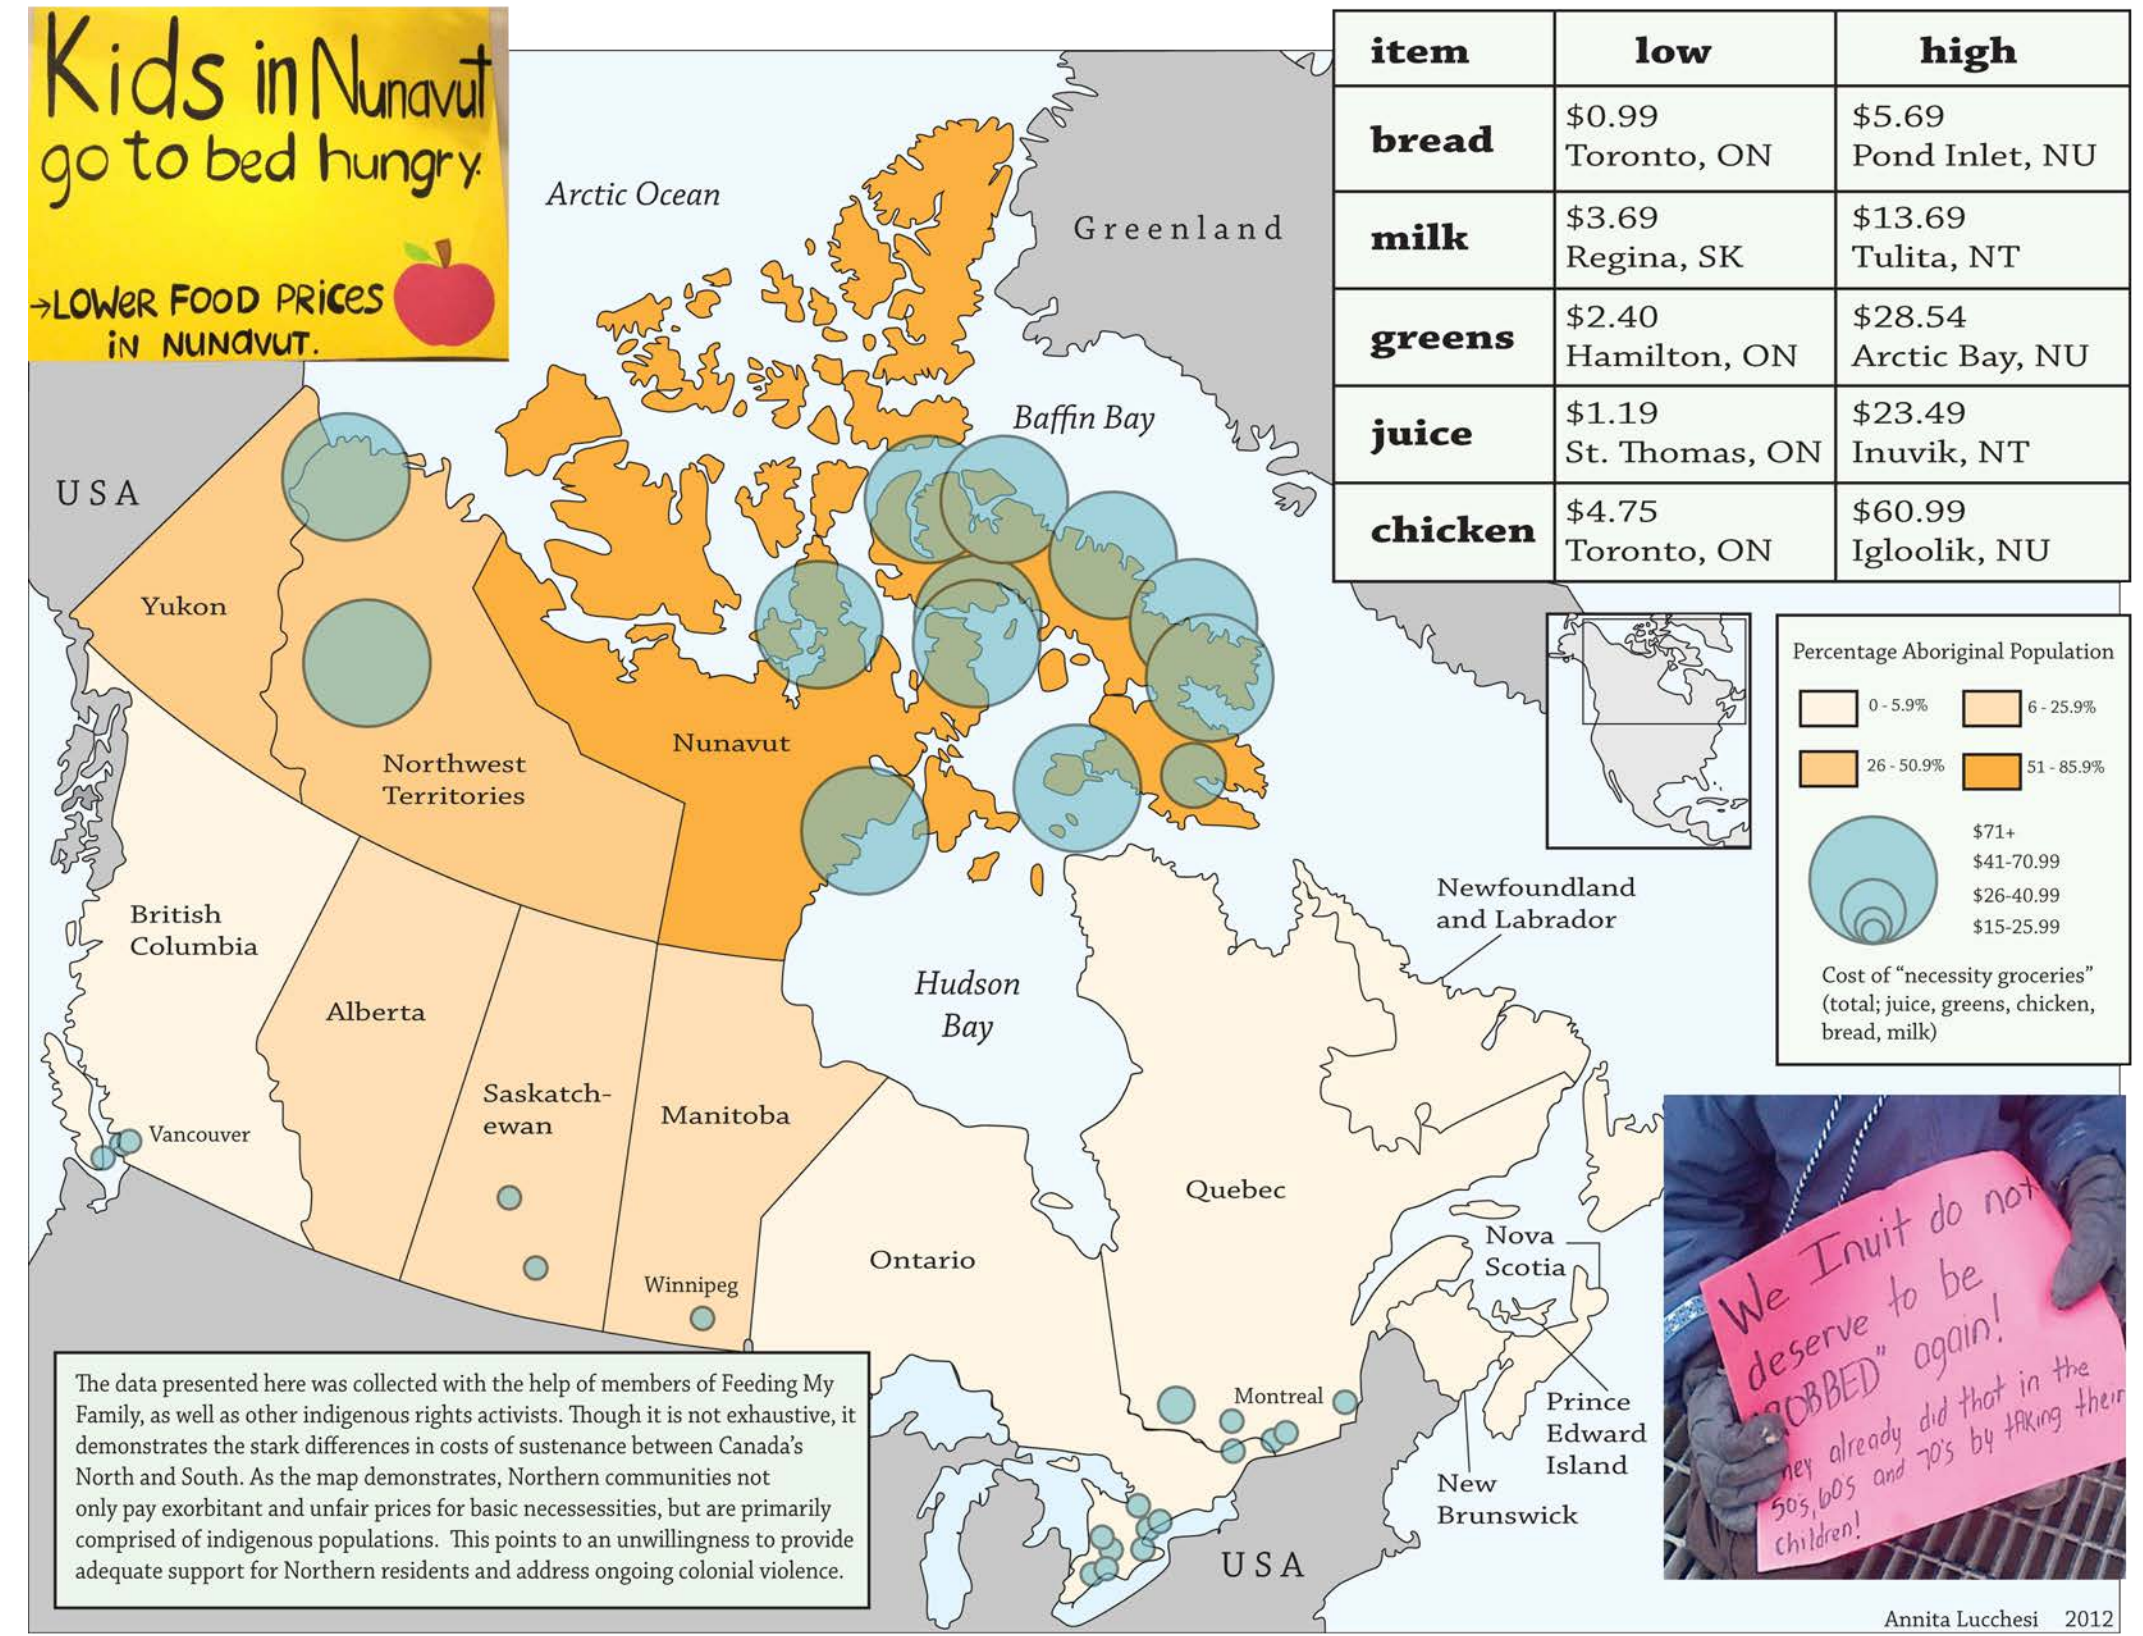 Kids in Nunavut
go to bed hungry.
→LOWER FOOD PRICES
IN NUNAVUT.
item low high
bread $0.99 Toronto, ON $5.69 Pond Inlet, NU
milk $3.69 Regina, SK $13.69 Tulita, NT
greens $2.40 Hamilton, ON $28.54 Arctic Bay, NU
juice $1.19 St. Thomas, ON $23.49 Inuvik, NT
chicken $4.75 Toronto, ON $60.99 Igloolik, NU
Arctic Ocean
Greenland
Baffin Bay
USA
Yukon
Northwest
Territories
Nunavut
British
Columbia
Alberta
Saskatch-
ewan
Manitoba
Hudson
Bay
Newfoundland
and Labrador
Vancouver
Winnipeg
Ontario
Quebec
Montreal
Nova
Scotia
Prince
Edward
Island
New
Brunswick
USA
Percentage Aboriginal Population
0 - 5.9%
6 - 25.9%
26 - 50.9%
51 - 85.9%
$71+
$41-70.99
$26-40.99
$15-25.99
Cost of “necessity groceries”
(total; juice, greens, chicken,
bread, milk)
The data presented here was collected with the help of members of Feeding My
Family, as well as other indigenous rights activists. Though it is not exhaustive, it
demonstrates the stark differences in costs of sustenance between Canada’s
North and South. As the map demonstrates, Northern communities not
only pay exorbitant and unfair prices for basic necessessities, but are primarily
comprised of indigenous populations. This points to an unwillingness to provide
adequate support for Northern residents and address ongoing colonial violence.
We Inuit do not
deserve to be
"ROBBED" again!
already did that in the
50's, 60's and 70's by taking their
children!
Annita Lucchesi 2012